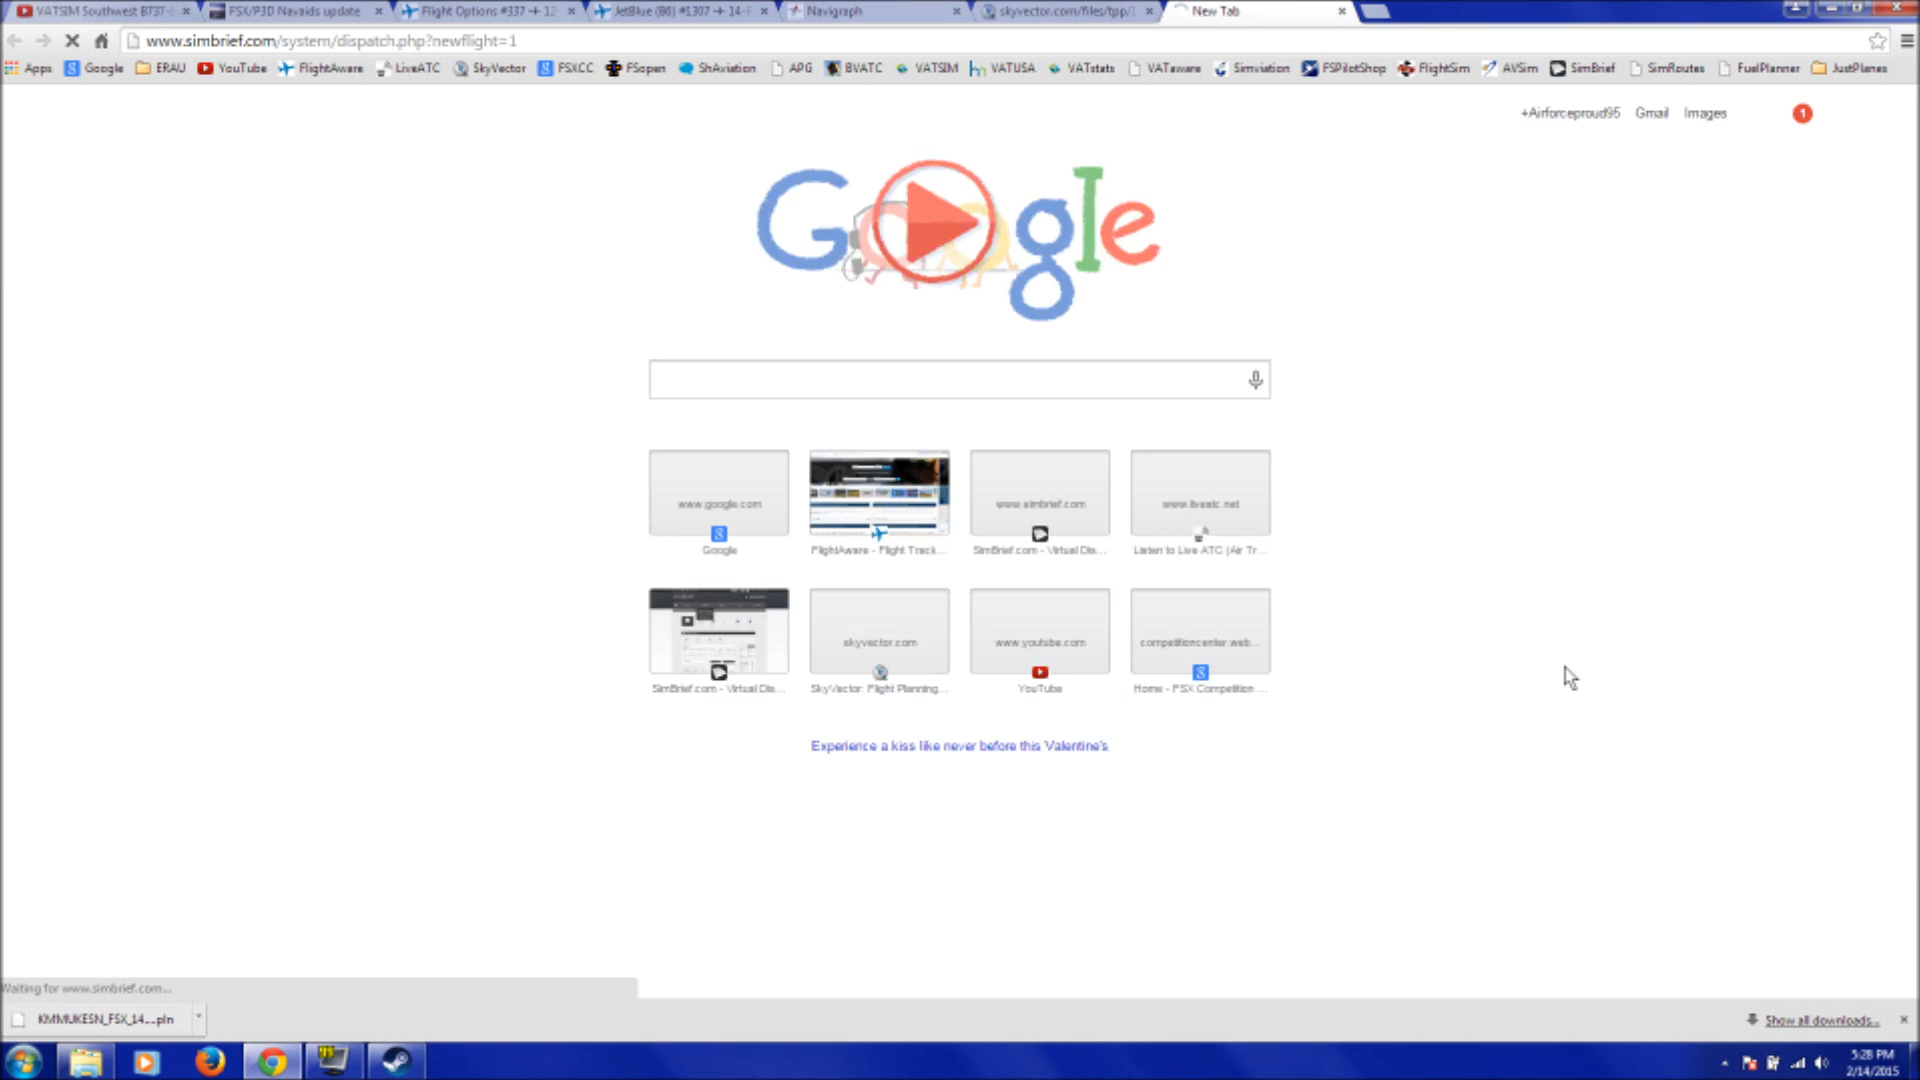 VATSIM Southwest B737-
FSX/P3D Navaids update
Flight Options #337 → 12
JetBlue (B6) #1307 → 14-F
Navigraph
skyvector.com/files/tpp/1
New Tab
www.simbrief.com/system/dispatch.php?newflight=1
Apps Google ERAU YouTube FlightAware LiveATC SkyVector FSXCC FSopen ShAviation APG BVATC VATSIM VATUSA VATstats VATaware Simviation FSPilotShop FlightSim AVSim SimBrief SimRoutes FuelPlanner JustPlanes
+Airforceproud95 Gmail Images 1
Google
www.google.com www.simbrief.com www.liveatc.net
Google FlightAware - Flight Track... SimBrief.com - Virtual Dis... Listen to Live ATC (Air Tr...
skyvector.com www.youtube.com competitioncenter.web...
SimBrief.com - Virtual Dis... SkyVector: Flight Planning... YouTube Home - FSX Competition ...
Experience a kiss like never before this Valentine's
Waiting for www.simbrief.com...
KMMUKESN_FSX_14....pln
Show all downloads...
5:28 PM
2/14/2015